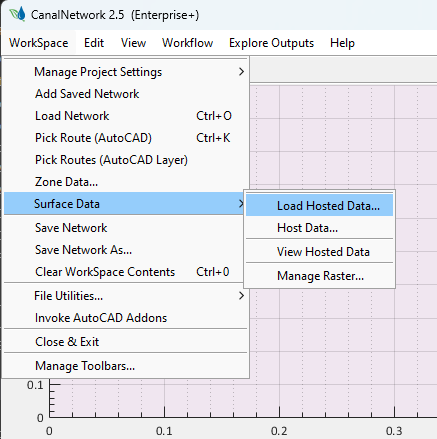 CanalNetwork 2.5 (Enterprise+)
WorkSpace Edit View Workflow Explore Outputs Help
Manage Project Settings
Add Saved Network
Load Network Ctrl+O
Pick Route (AutoCAD) Ctrl+K
Pick Routes (AutoCAD Layer)
Zone Data...
Surface Data
Load Hosted Data...
Host Data...
View Hosted Data
Manage Raster...
Save Network
Save Network As...
Clear WorkSpace Contents Ctrl+0
File Utilities...
Invoke AutoCAD Addons
Close & Exit
Manage Toolbars...
0.1
0
0 0.1 0.2 0.3